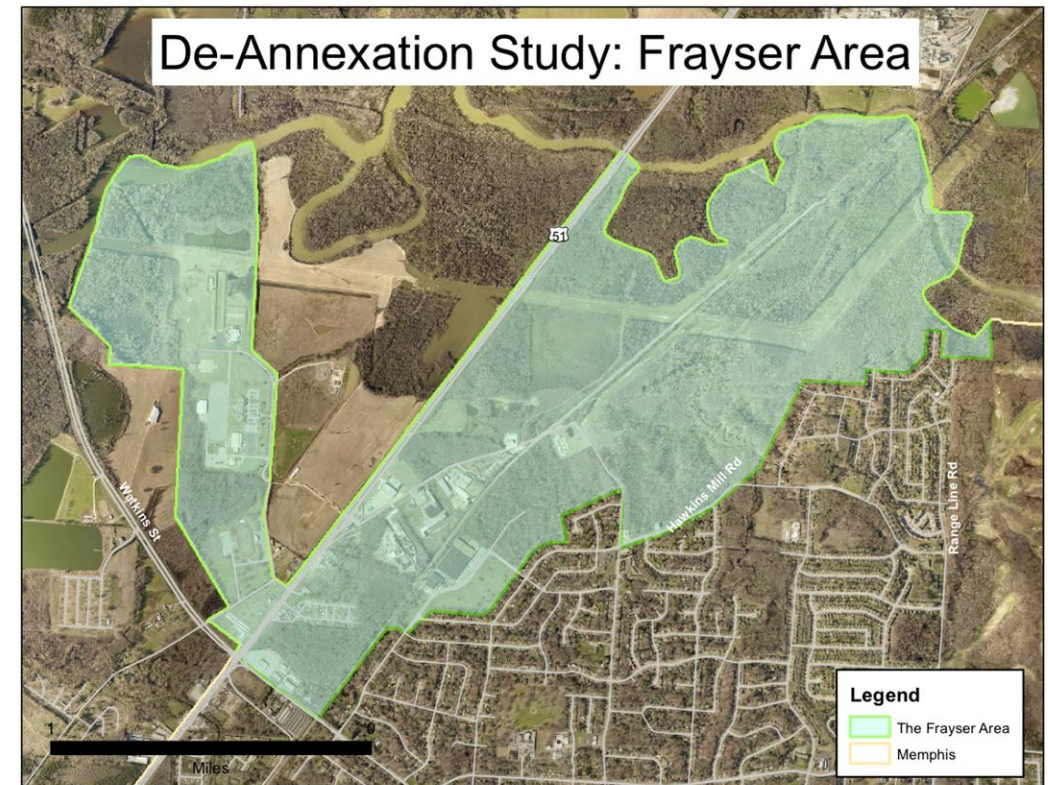 De-Annexation Study: Frayser Area
51
Watkins St
Hawkins Mill Rd
Range Line Rd
1 0
Miles
Legend
The Frayser Area
Memphis